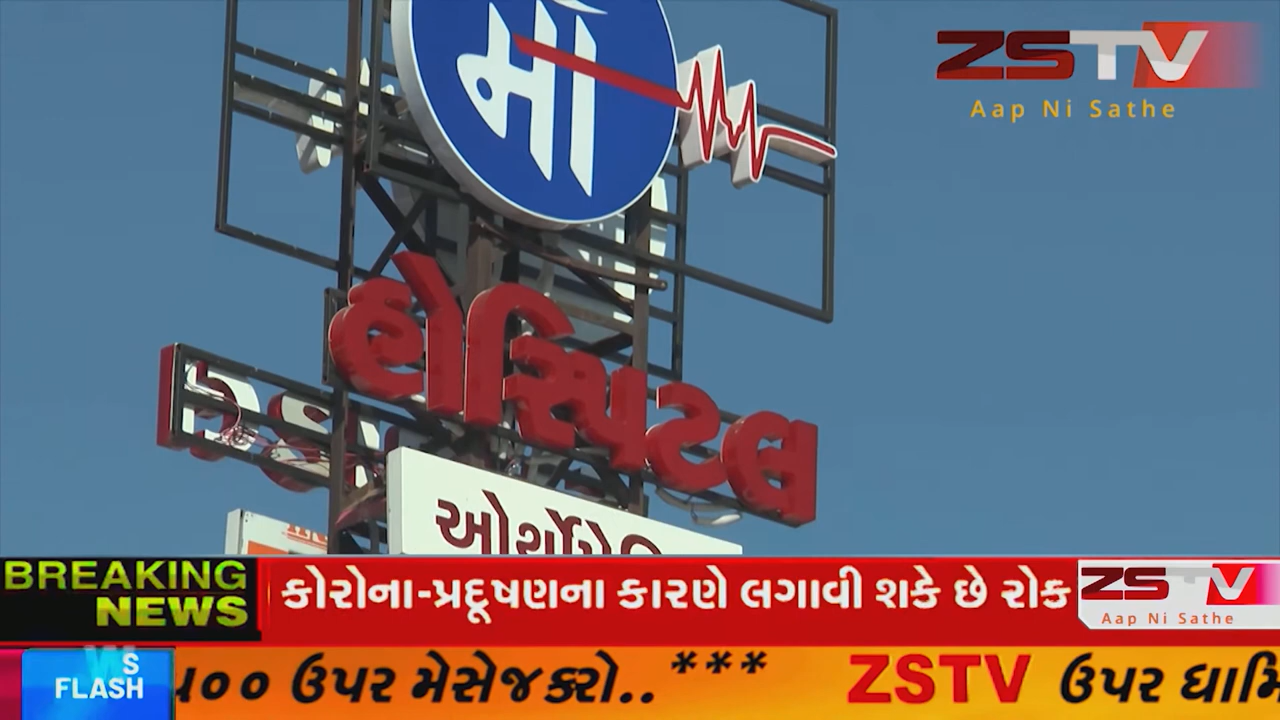 માઁ
ZSTV
Aap Ni Sathe
હોસ્પિટલ
BREAKING
NEWS
કોરોના-પ્રદૂષણના કારણે લગાવી શકે છે રોક
ZSTV
Aap Ni Sathe
FLASH
૫૦૦ ઉપર મેસેજ કરો.. *** ZSTV ઉપર